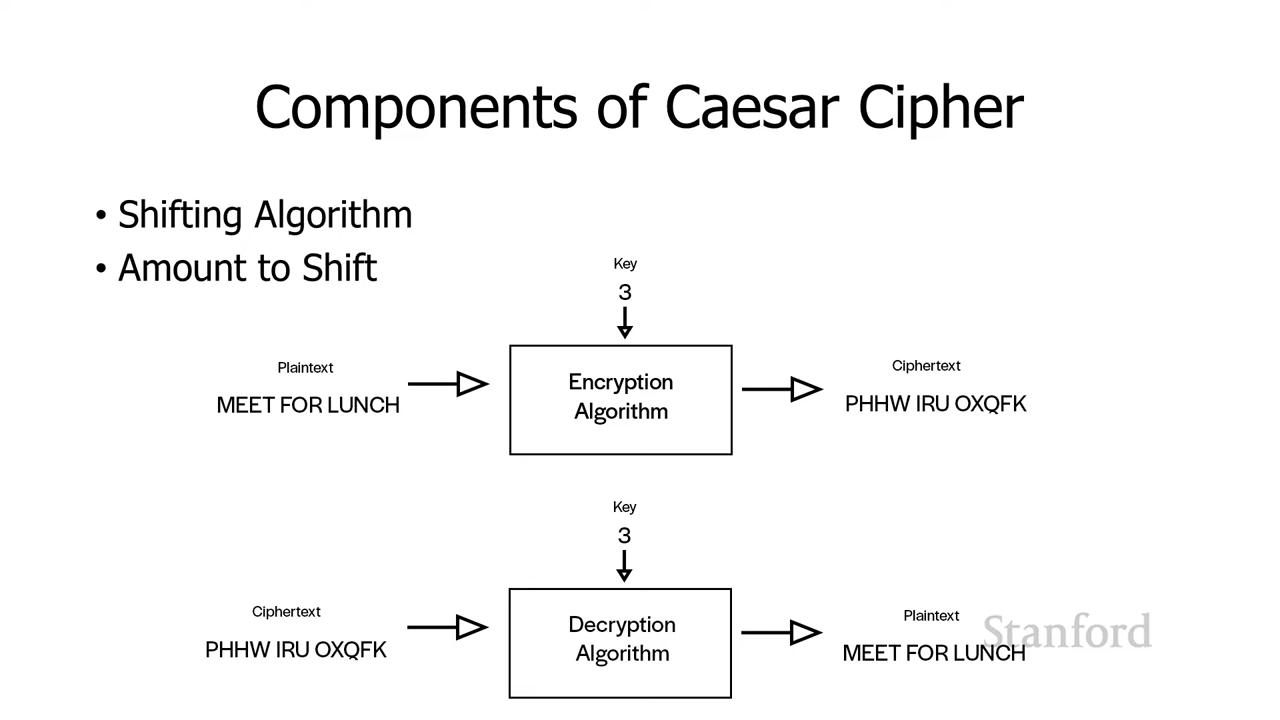 Components of Caesar Cipher
• Shifting Algorithm
• Amount to Shift
Key
3
Plaintext
MEET FOR LUNCH
Encryption
Algorithm
Ciphertext
PHHW IRU OXQFK
Key
3
Ciphertext
PHHW IRU OXQFK
Decryption
Algorithm
Plaintext
MEET FOR LUNCH
Stanford